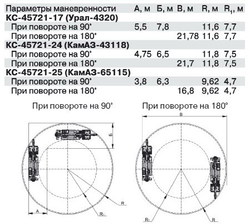 Параметры маневренности А, м Б, м В, м R, м R₁, м
КС-45721-17 (Урал-4320)
При повороте на 90° 5,5 7,8 11,6 7,7
При повороте на 180° 21,78 11,6 7,7
КС-45721-24 (КамАЗ-43118)
При повороте на 90° 4,75 6,5 11,8 7,5
При повороте на 180° 21,7 11,8 7,5
КС-45721-25 (КамАЗ-65115)
При повороте на 90° 3,8 6,3 9,62 4,7
При повороте на 180° 16,8 9,62 4,7
При повороте на 90° При повороте на 180°
А В